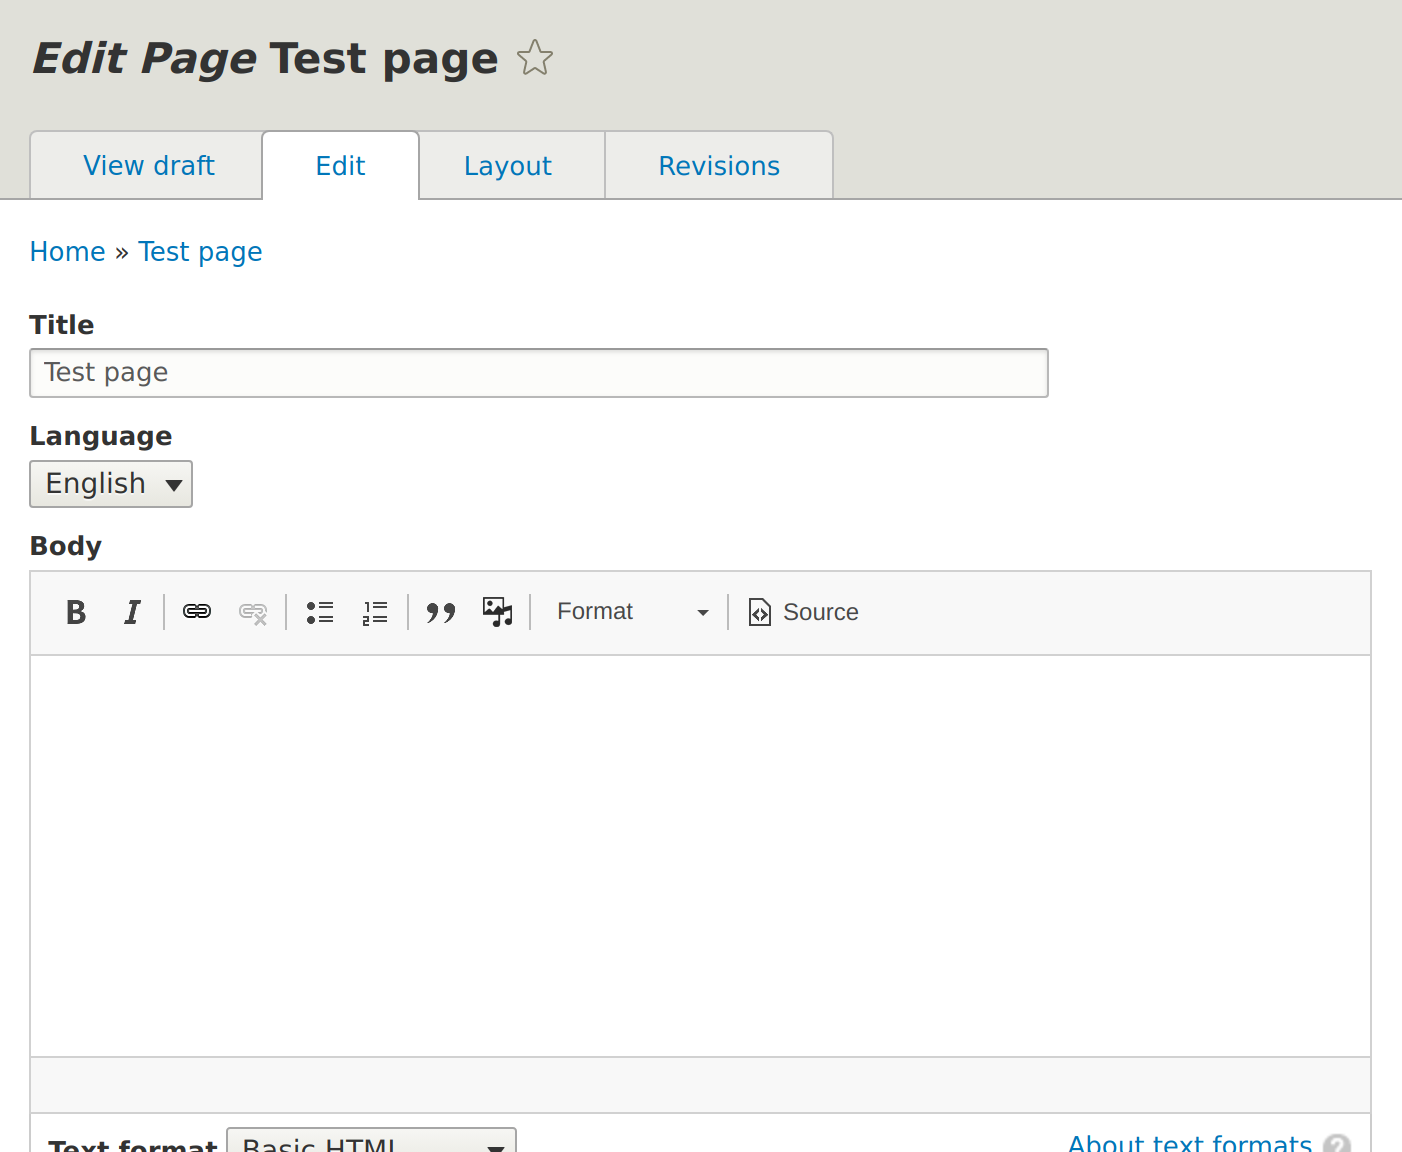 Edit Page Test page
View draft Edit Layout Revisions
Home » Test page
Title
Test page
Language
English
Body
B I Format Source
Text format Basic HTML About text formats ?